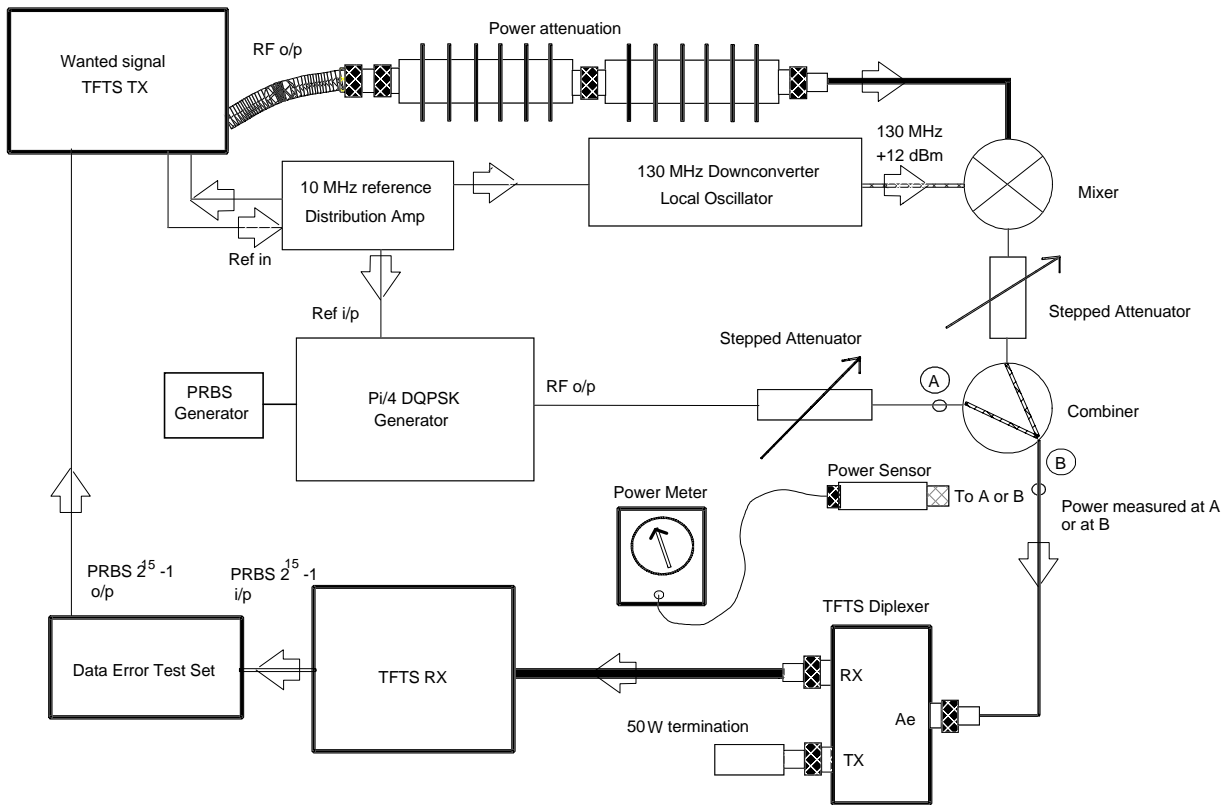 Power attenuation
Wanted signal
TFTS TX
RF o/p
130 MHz
+12 dBm
10 MHz reference
Distribution Amp
130 MHz Downconverter
Local Oscillator
Mixer
Ref in
Ref i/p
Stepped Attenuator
Stepped Attenuator
PRBS
Generator
Pi/4 DQPSK
Generator
RF o/p
A
Combiner
B
Power Sensor
Power Meter
To A or B
Power measured at A
or at B
PRBS 2^15 -1
o/p
PRBS 2^15 -1
i/p
TFTS Diplexer
Data Error Test Set
TFTS RX
RX
Ae
50W termination
TX